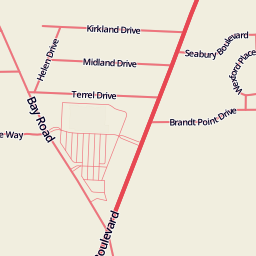 Kirkland Drive
Seabury Boulevard
Helen Drive
Midland Drive
Wexford Place
Terrel Drive
Bay Road
Brandt Point Drive
e Way
Boulevard